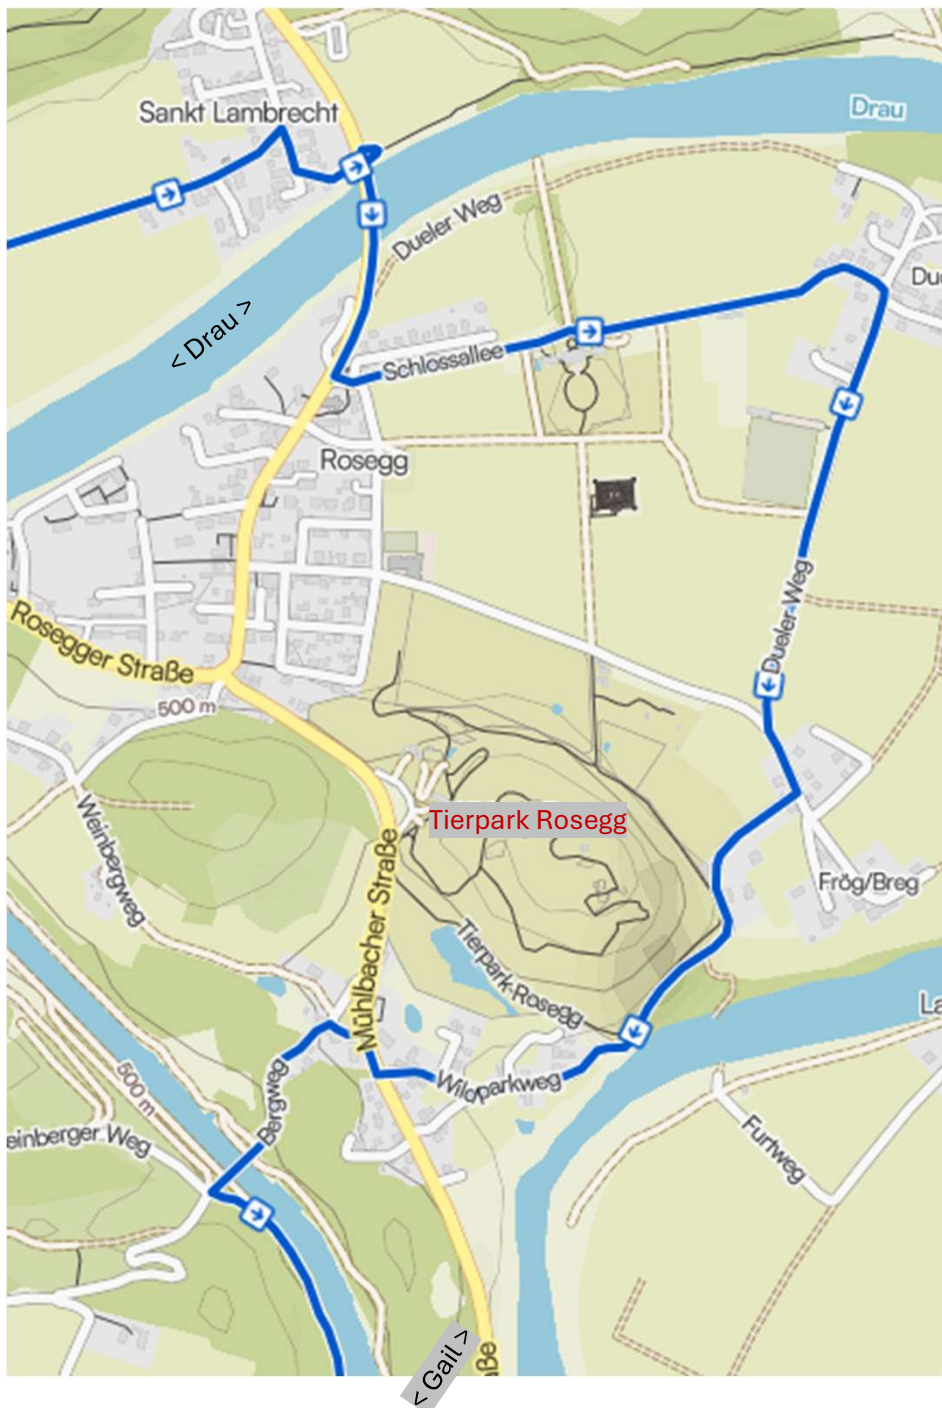 Sankt Lambrecht
Drau
Dueler Weg
< Drau >
Du
Schlossallee
Rosegg
Dueler-Weg
Rosegger Straße
500 m
Weinbergweg
Tierpark Rosegg
Frög/Breg
Mühlbacher Straße
Tierpark-Rosegg
La
Bergweg
Wildparkweg
500 m
einberger Weg
Furtweg
< Gail >
ße